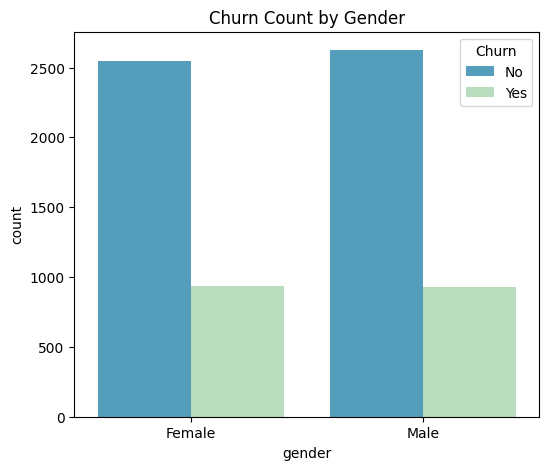 Churn Count by Gender
Churn
No
Yes
count
2500
2000
1500
1000
500
0
Female
Male
gender